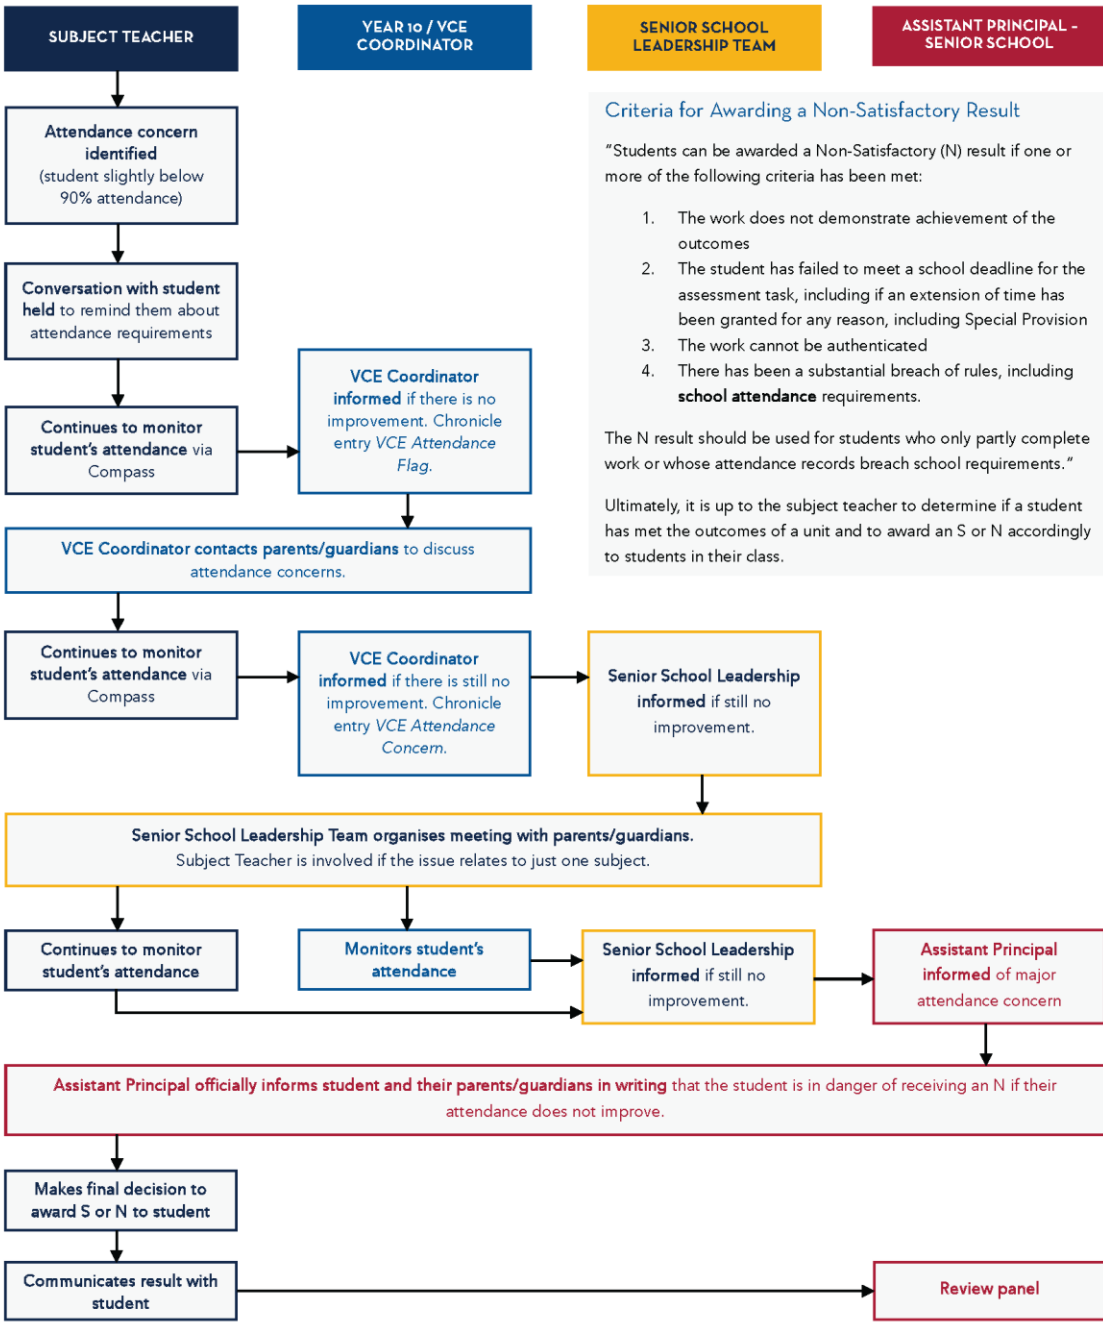 SUBJECT TEACHER
YEAR 10 / VCE
COORDINATOR
SENIOR SCHOOL
LEADERSHIP TEAM
ASSISTANT PRINCIPAL –
SENIOR SCHOOL
Attendance concern
identified
(student slightly below
90% attendance)
Criteria for Awarding a Non-Satisfactory Result
“Students can be awarded a Non-Satisfactory (N) result if one or
more of the following criteria has been met:
1. The work does not demonstrate achievement of the
outcomes
2. The student has failed to meet a school deadline for the
assessment task, including if an extension of time has
been granted for any reason, including Special Provision
3. The work cannot be authenticated
4. There has been a substantial breach of rules, including
school attendance requirements.
The N result should be used for students who only partly complete
work or whose attendance records breach school requirements.”
Ultimately, it is up to the subject teacher to determine if a student
has met the outcomes of a unit and to award an S or N accordingly
to students in their class.
Conversation with student
held to remind them about
attendance requirements
Continues to monitor
student’s attendance via
Compass
VCE Coordinator
informed if there is no
improvement. Chronicle
entry VCE Attendance
Flag.
VCE Coordinator contacts parents/guardians to discuss
attendance concerns.
Continues to monitor
student’s attendance via
Compass
VCE Coordinator
informed if there is still no
improvement. Chronicle
entry VCE Attendance
Concern.
Senior School Leadership
informed if still no
improvement.
Senior School Leadership Team organises meeting with parents/guardians.
Subject Teacher is involved if the issue relates to just one subject.
Continues to monitor
student’s attendance
Monitors student’s
attendance
Senior School Leadership
informed if still no
improvement.
Assistant Principal
informed of major
attendance concern
Assistant Principal officially informs student and their parents/guardians in writing that the student is in danger of receiving an N if their
attendance does not improve.
Makes final decision to
award S or N to student
Communicates result with
student
Review panel